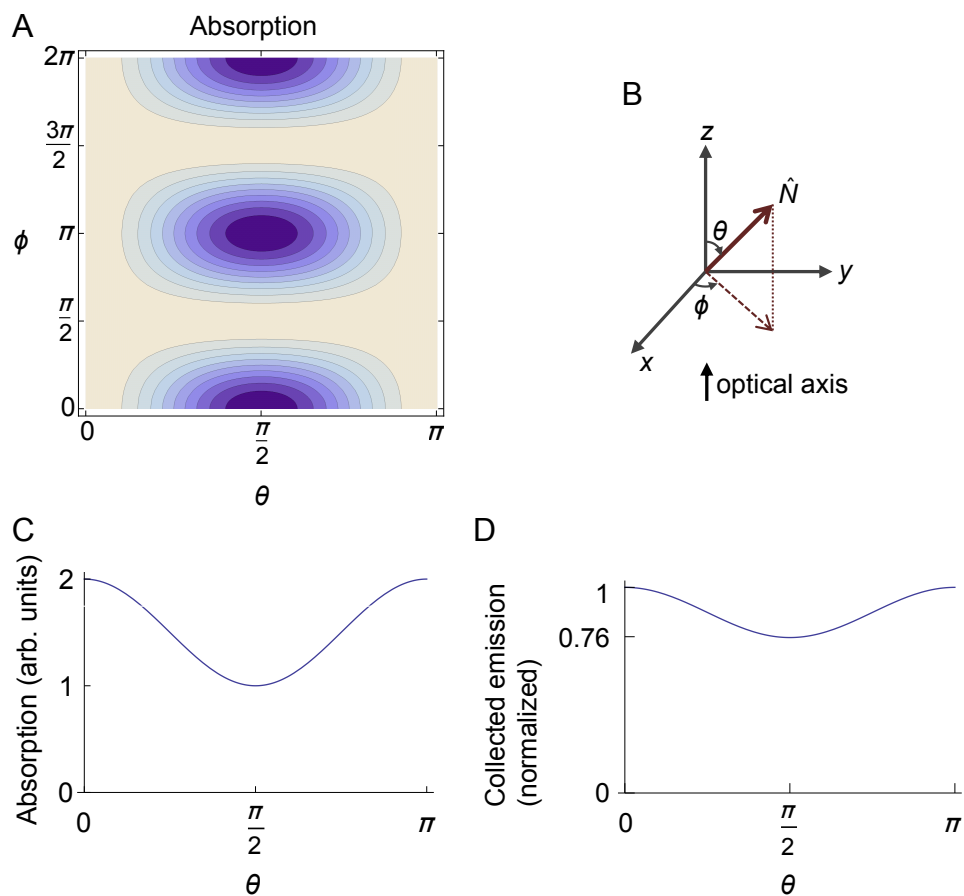 A
Absorption
2π
3π
2
π
π
2
0
ϕ
0
π
2
π
θ
B
z
N̂
θ
y
ϕ
x
optical axis
C
Absorption (arb. units)
2
1
0
0
π
2
π
θ
D
Collected emission
(normalized)
1
0.76
0
0
π
2
π
θ